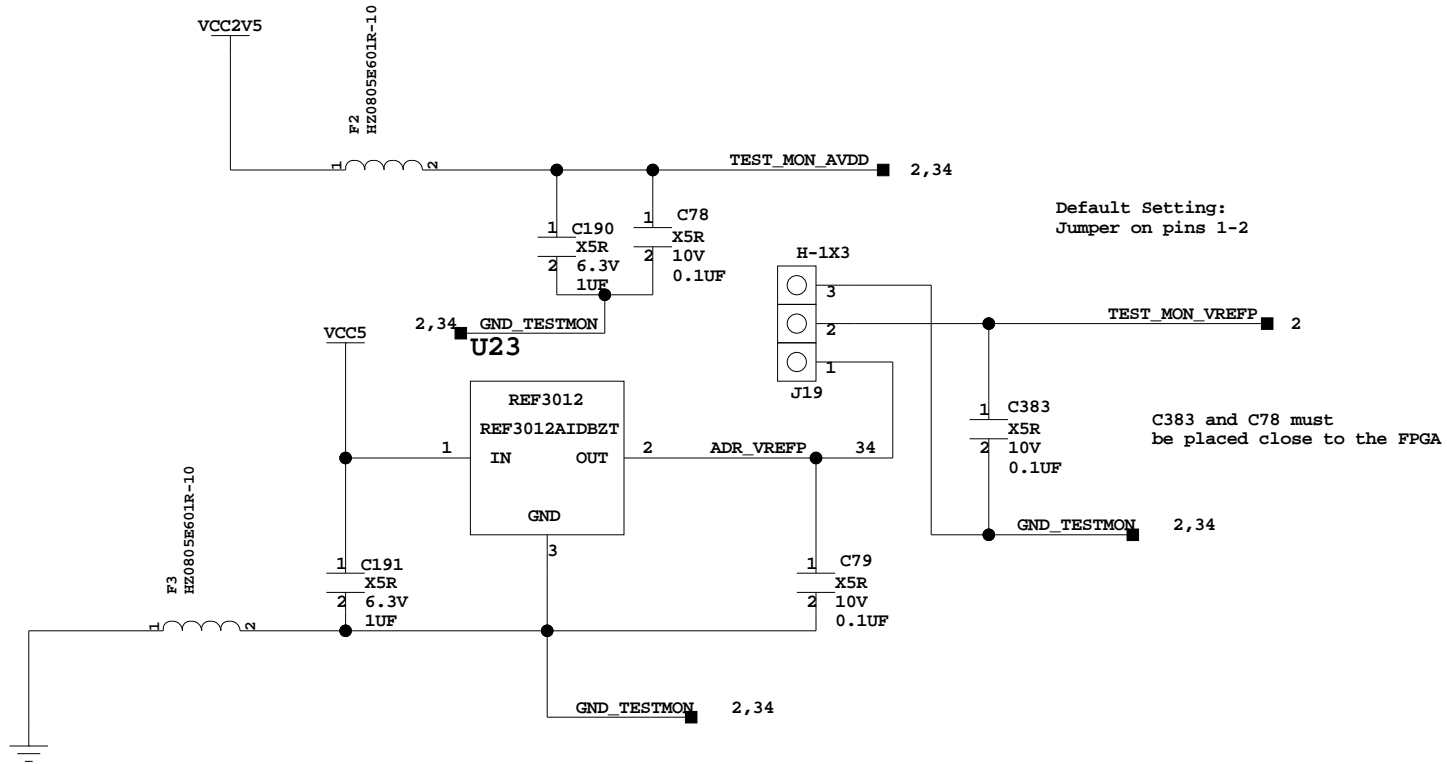 VCC2V5
F2
HZ0805E601R-10
1
2
TEST_MON_AVDD
2,34
1
C190
X5R
2
6.3V
1UF
1
C78
X5R
2
10V
0.1UF
2,34
GND_TESTMON
Default Setting:
Jumper on pins 1-2
H-1X3
3
2
1
J19
TEST_MON_VREFP
2
VCC5
U23
REF3012
REF3012AIDBZT
1
IN
OUT
2
GND
3
ADR_VREFP
34
1
C383
X5R
2
10V
0.1UF
C383 and C78 must
be placed close to the FPGA
GND_TESTMON
2,34
F3
HZ0805E601R-10
1
2
1
C191
X5R
2
6.3V
1UF
1
C79
X5R
2
10V
0.1UF
GND_TESTMON
2,34